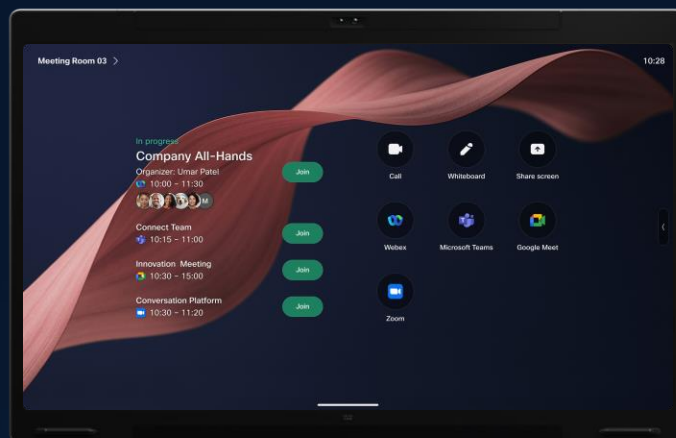 Meeting Room 03
10:28
In progress
Company All-Hands
Organizer: Umar Patel
10:00 - 11:30
M
Join
Connect Team
10:15 - 11:00
Join
Innovation Meeting
10:30 - 15:00
Join
Conversation Platform
10:30 - 11:20
Join
Call
Whiteboard
Share screen
Webex
Microsoft Teams
Google Meet
Zoom